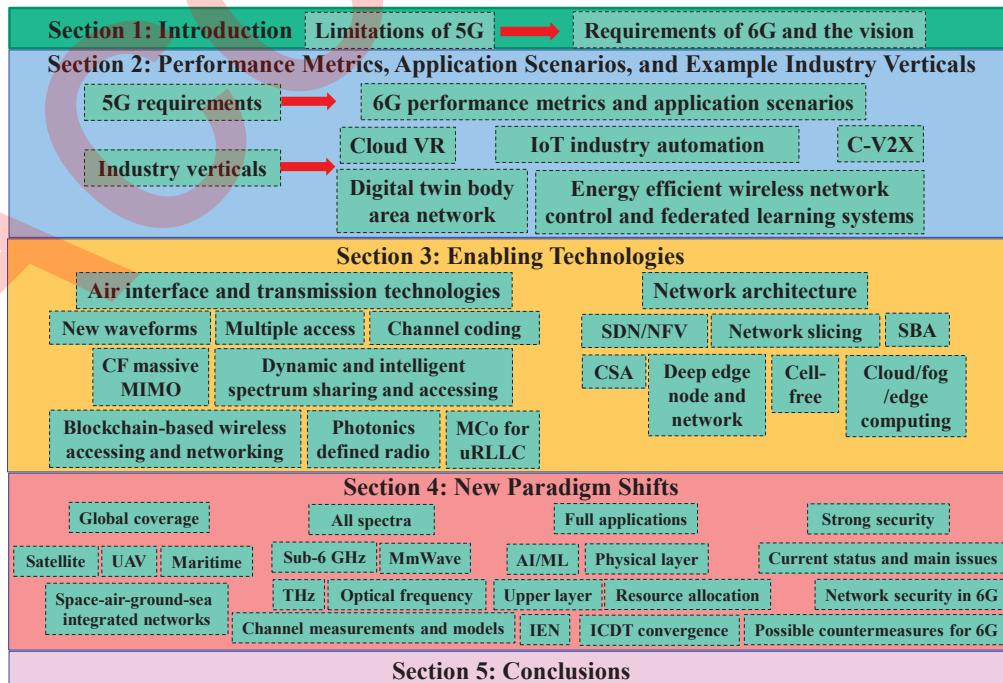 Section 1: Introduction
Limitations of 5G
Requirements of 6G and the vision
Section 2: Performance Metrics, Application Scenarios, and Example Industry Verticals
5G requirements
6G performance metrics and application scenarios
Industry verticals
Cloud VR
IoT industry automation
C-V2X
Digital twin body
area network
Energy efficient wireless network
control and federated learning systems
Section 3: Enabling Technologies
Air interface and transmission technologies
New waveforms
Multiple access
Channel coding
CF massive
MIMO
Dynamic and intelligent
spectrum sharing and accessing
Blockchain-based wireless
accessing and networking
Photonics
defined radio
MCo for
uRLLC
Network architecture
SDN/NFV
Network slicing
SBA
CSA
Deep edge
node and
network
Cell-
free
Cloud/fog
/edge
computing
Section 4: New Paradigm Shifts
Global coverage
Satellite
UAV
Maritime
Space-air-ground-sea
integrated networks
All spectra
Sub-6 GHz
MmWave
THz
Optical frequency
Channel measurements and models
Full applications
AI/ML
Physical layer
Upper layer
Resource allocation
IEN
ICDT convergence
Strong security
Current status and main issues
Network security in 6G
Possible countermeasures for 6G
Section 5: Conclusions